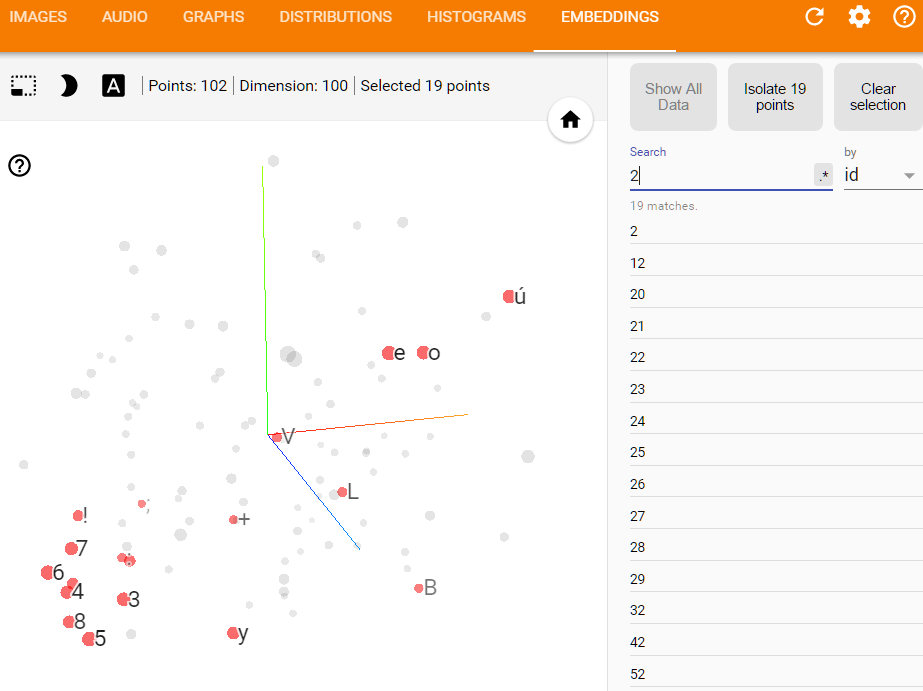 IMAGES AUDIO GRAPHS DISTRIBUTIONS HISTOGRAMS EMBEDDINGS
A Points: 102 Dimension: 100 Selected 19 points
Show All Data
Isolate 19 points
Clear selection
Search
by
2 .* id
19 matches.
2
12
20
21
22
23
24
25
26
27
28
29
32
42
52
ú
e o
V
L
;
! +
7
:
6
4
B
3
8
y
5